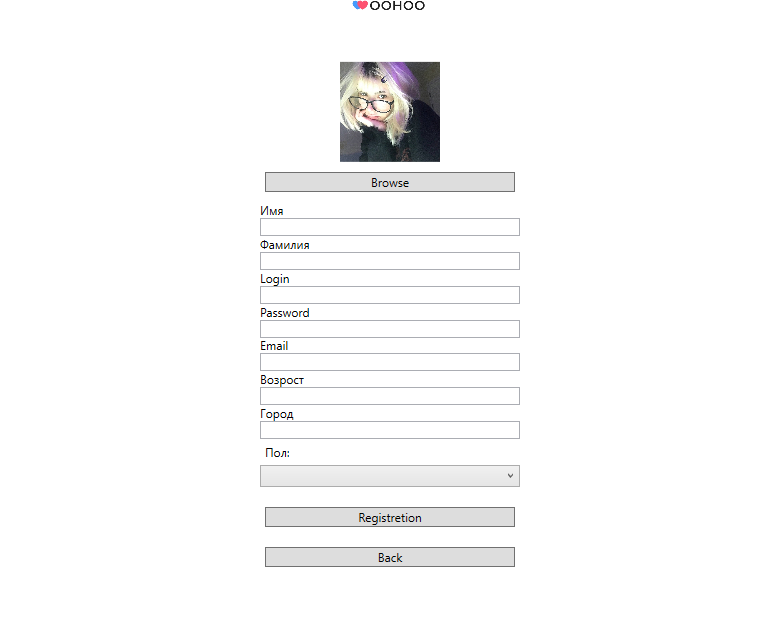 OOHOO
Browse
Имя
Фамилия
Login
Password
Email
Возрост
Город
Пол:
Registretion
Back